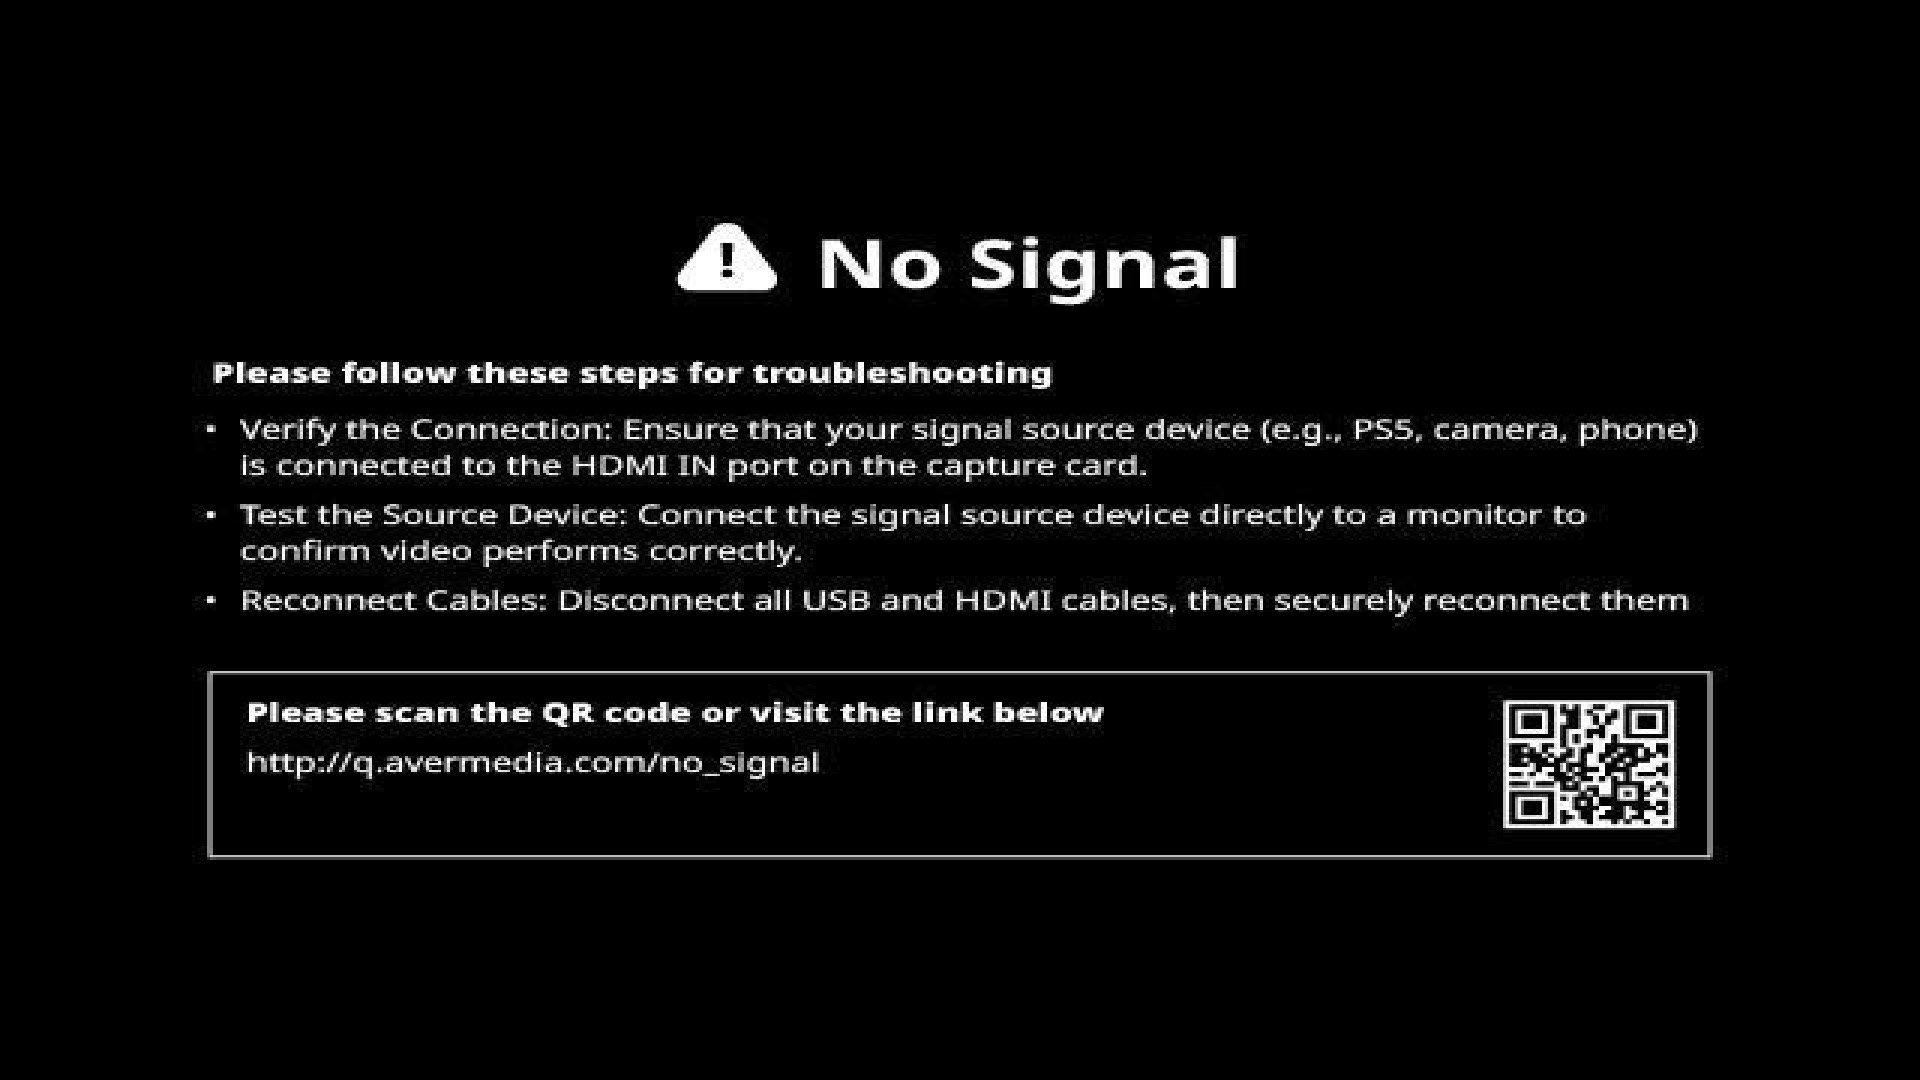 No Signal
Please follow these steps for troubleshooting
• Verify the Connection: Ensure that your signal source device (e.g., PS5, camera, phone)
is connected to the HDMI IN port on the capture card.
• Test the Source Device: Connect the signal source device directly to a monitor to
confirm video performs correctly.
• Reconnect Cables: Disconnect all USB and HDMI cables, then securely reconnect them
Please scan the QR code or visit the link below
http://q.avermedia.com/no_signal